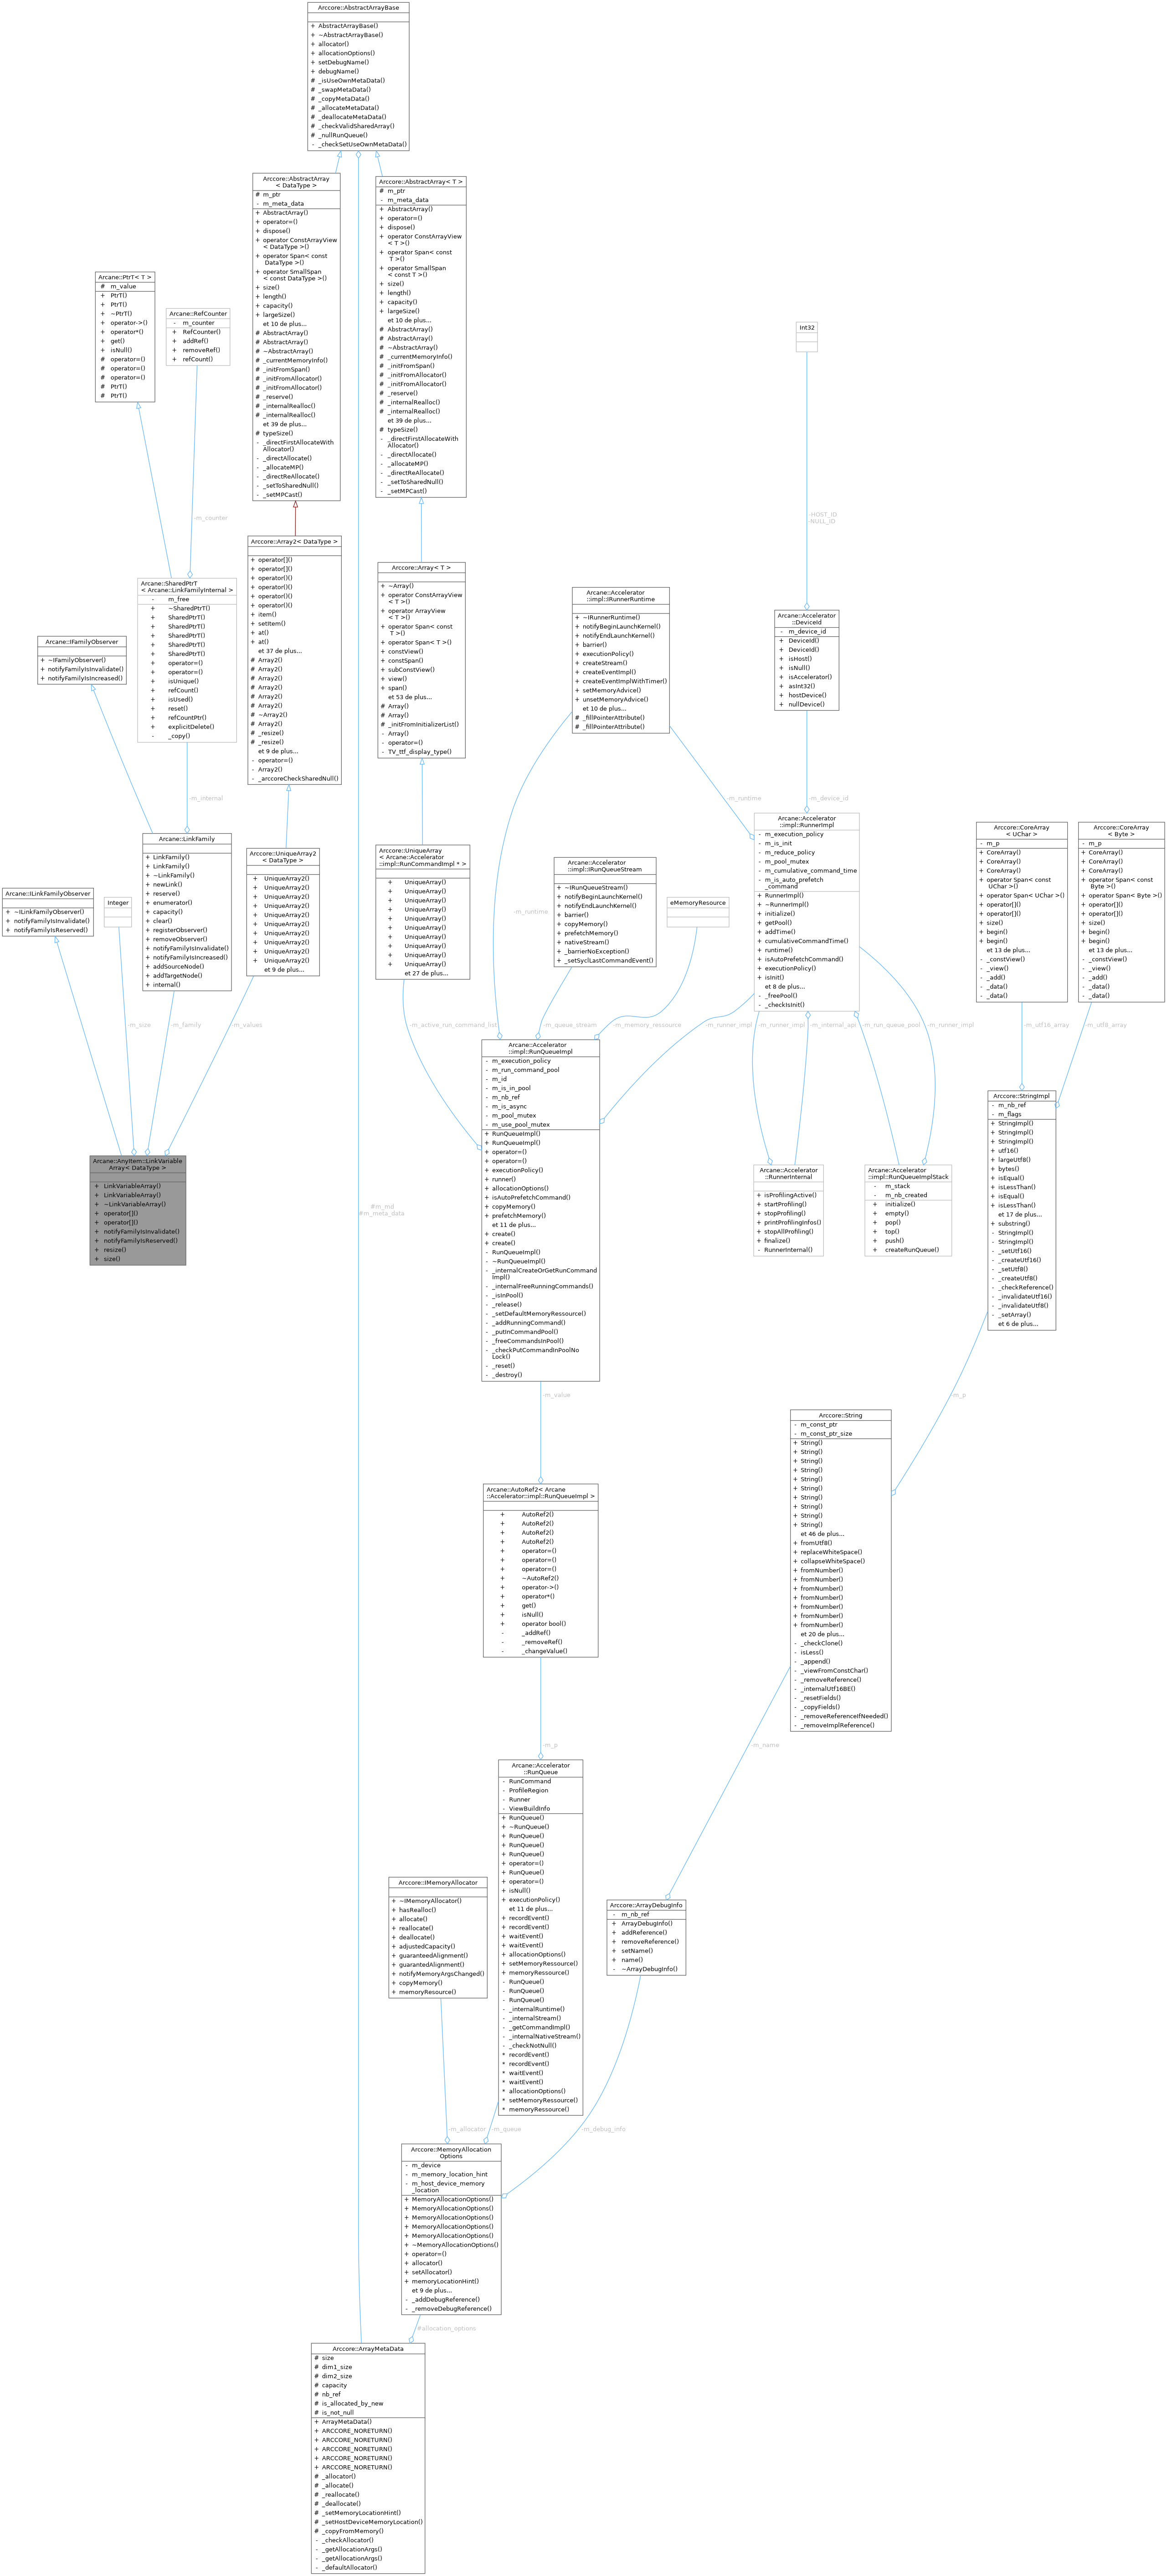 Arccore::AbstractArrayBase
+ AbstractArrayBase()
+ ~AbstractArrayBase()
+ allocator()
+ allocationOptions()
+ setDebugName()
+ debugName()
# _isUseOwnMetaData()
# _swapMetaData()
# _copyMetaData()
# _allocateMetaData()
# _deallocateMetaData()
# _checkValidSharedArray()
# _nullRunQueue()
- _checkSetUseOwnMetaData()
Arccore::AbstractArray
< DataType >
# m_ptr
- m_meta_data
+ AbstractArray()
+ operator=()
+ dispose()
+ operator ConstArrayView
< DataType >()
+ operator Span< const
DataType >()
+ operator SmallSpan
< const DataType >()
+ size()
+ length()
+ capacity()
+ largeSize()
et 10 de plus...
# AbstractArray()
# AbstractArray()
# ~AbstractArray()
# _currentMemoryInfo()
# _initFromSpan()
# _initFromAllocator()
# _initFromAllocator()
# _reserve()
# _internalRealloc()
# _internalRealloc()
et 39 de plus...
# typeSize()
- _directFirstAllocateWith
Allocator()
- _directAllocate()
- _allocateMP()
- _directReAllocate()
- _setToSharedNull()
- _setMPCast()
Arccore::AbstractArray< T >
# m_ptr
- m_meta_data
+ AbstractArray()
+ operator=()
+ dispose()
+ operator ConstArrayView
< T >()
+ operator Span< const
T >()
+ operator SmallSpan
< const T >()
+ size()
+ length()
+ capacity()
+ largeSize()
et 10 de plus...
# AbstractArray()
# AbstractArray()
# ~AbstractArray()
# _currentMemoryInfo()
# _initFromSpan()
# _initFromAllocator()
# _initFromAllocator()
# _reserve()
# _internalRealloc()
# _internalRealloc()
et 39 de plus...
# typeSize()
- _directFirstAllocateWith
Allocator()
- _directAllocate()
- _allocateMP()
- _directReAllocate()
- _setToSharedNull()
- _setMPCast()
Arcane::PtrT< T >
# m_value
+ PtrT()
+ PtrT()
+ ~PtrT()
+ operator->()
+ operator*()
+ get()
+ isNull()
# operator=()
# operator=()
# operator=()
# PtrT()
# PtrT()
Arcane::RefCounter
- m_counter
+ RefCounter()
+ addRef()
+ removeRef()
+ refCount()
Int32
-m_counter
-HOST_ID
-NULL_ID
Arccore::Array2< DataType >
+ operator[]()
+ operator[]()
+ operator()()
+ operator()()
+ operator()()
+ operator()()
+ item()
+ setItem()
+ at()
+ at()
et 37 de plus...
# Array2()
# Array2()
# Array2()
# Array2()
# Array2()
# Array2()
# ~Array2()
# Array2()
# _resize()
# _resize()
et 9 de plus...
- operator=()
- Array2()
- _arccoreCheckSharedNull()
Arccore::Array< T >
+ ~Array()
+ operator ConstArrayView
< T >()
+ operator ArrayView
< T >()
+ operator Span< const
T >()
+ operator Span< T >()
+ constView()
+ constSpan()
+ subConstView()
+ view()
+ span()
et 53 de plus...
# Array()
# Array()
# _initFromInitializerList()
- Array()
- operator=()
- TV_ttf_display_type()
Arcane::SharedPtrT
< Arcane::LinkFamilyInternal >
- m_free
+ ~SharedPtrT()
+ SharedPtrT()
+ SharedPtrT()
+ SharedPtrT()
+ SharedPtrT()
+ SharedPtrT()
+ operator=()
+ operator=()
+ isUnique()
+ refCount()
+ isUsed()
+ reset()
+ refCountPtr()
+ explicitDelete()
- _copy()
Arcane::Accelerator
::impl::IRunnerRuntime
+ ~IRunnerRuntime()
+ notifyBeginLaunchKernel()
+ notifyEndLaunchKernel()
+ barrier()
+ executionPolicy()
+ createStream()
+ createEventImpl()
+ createEventImplWithTimer()
+ setMemoryAdvice()
+ unsetMemoryAdvice()
et 10 de plus...
# _fillPointerAttribute()
# _fillPointerAttribute()
Arcane::Accelerator
::DeviceId
- m_device_id
+ DeviceId()
+ DeviceId()
+ isHost()
+ isNull()
+ isAccelerator()
+ asInt32()
+ hostDevice()
+ nullDevice()
Arcane::IFamilyObserver
+ ~IFamilyObserver()
+ notifyFamilyIsInvalidate()
+ notifyFamilyIsIncreased()
-m_internal
-m_runtime
-m_device_id
Arcane::LinkFamily
+ LinkFamily()
+ LinkFamily()
+ ~LinkFamily()
+ newLink()
+ reserve()
+ enumerator()
+ capacity()
+ clear()
+ registerObserver()
+ removeObserver()
+ notifyFamilyIsInvalidate()
+ notifyFamilyIsIncreased()
+ addSourceNode()
+ addTargetNode()
+ internal()
Arccore::UniqueArray2
< DataType >
+ UniqueArray2()
+ UniqueArray2()
+ UniqueArray2()
+ UniqueArray2()
+ UniqueArray2()
+ UniqueArray2()
+ UniqueArray2()
+ UniqueArray2()
+ UniqueArray2()
+ UniqueArray2()
et 9 de plus...
Arccore::UniqueArray
< Arcane::Accelerator
::impl::RunCommandImpl * >
+ UniqueArray()
+ UniqueArray()
+ UniqueArray()
+ UniqueArray()
+ UniqueArray()
+ UniqueArray()
+ UniqueArray()
+ UniqueArray()
+ UniqueArray()
+ UniqueArray()
et 27 de plus...
Arcane::Accelerator
::impl::IRunQueueStream
+ ~IRunQueueStream()
+ notifyBeginLaunchKernel()
+ notifyEndLaunchKernel()
+ barrier()
+ copyMemory()
+ prefetchMemory()
+ nativeStream()
+ _barrierNoException()
+ _setSyclLastCommandEvent()
eMemoryResource
Arcane::Accelerator
::impl::RunnerImpl
- m_execution_policy
- m_is_init
- m_reduce_policy
- m_pool_mutex
- m_cumulative_command_time
- m_is_auto_prefetch
_command
+ RunnerImpl()
+ ~RunnerImpl()
+ initialize()
+ getPool()
+ addTime()
+ cumulativeCommandTime()
+ runtime()
+ isAutoPrefetchCommand()
+ executionPolicy()
+ isInit()
et 8 de plus...
- _freePool()
- _checkIsInit()
Arccore::CoreArray
< UChar >
- m_p
+ CoreArray()
+ CoreArray()
+ CoreArray()
+ operator Span< const
UChar >()
+ operator Span< UChar >()
+ operator[]()
+ operator[]()
+ size()
+ begin()
+ begin()
et 13 de plus...
- _constView()
- _view()
- _add()
- _data()
- _data()
Arccore::CoreArray
< Byte >
- m_p
+ CoreArray()
+ CoreArray()
+ CoreArray()
+ operator Span< const
Byte >()
+ operator Span< Byte >()
+ operator[]()
+ operator[]()
+ size()
+ begin()
+ begin()
et 13 de plus...
- _constView()
- _view()
- _add()
- _data()
- _data()
Arcane::ILinkFamilyObserver
+ ~ILinkFamilyObserver()
+ notifyFamilyIsInvalidate()
+ notifyFamilyIsReserved()
Integer
-m_runtime
-m_size
-m_family
-m_values
-m_active_run_command_list
-m_queue_stream
-m_memory_ressource
-m_runner_impl
-m_runner_impl
-m_internal_api
-m_run_queue_pool
-m_runner_impl
-m_utf16_array
-m_utf8_array
Arcane::Accelerator
::impl::RunQueueImpl
- m_execution_policy
- m_run_command_pool
- m_id
- m_is_in_pool
- m_nb_ref
- m_is_async
- m_pool_mutex
- m_use_pool_mutex
+ RunQueueImpl()
+ RunQueueImpl()
+ operator=()
+ operator=()
+ executionPolicy()
+ runner()
+ allocationOptions()
+ isAutoPrefetchCommand()
+ copyMemory()
+ prefetchMemory()
et 11 de plus...
+ create()
+ create()
- RunQueueImpl()
- ~RunQueueImpl()
- _internalCreateOrGetRunCommand
Impl()
- _internalFreeRunningCommands()
- _isInPool()
- _release()
- _setDefaultMemoryRessource()
- _addRunningCommand()
- _putInCommandPool()
- _freeCommandsInPool()
- _checkPutCommandInPoolNo
Lock()
- _reset()
- _destroy()
Arccore::StringImpl
- m_nb_ref
- m_flags
+ StringImpl()
+ StringImpl()
+ StringImpl()
+ utf16()
+ largeUtf8()
+ bytes()
+ isEqual()
+ isLessThan()
+ isEqual()
+ isLessThan()
et 17 de plus...
+ substring()
- StringImpl()
- StringImpl()
- _setUtf16()
- _createUtf16()
- _setUtf8()
- _createUtf8()
- _checkReference()
- _invalidateUtf16()
- _invalidateUtf8()
- _setArray()
et 6 de plus...
Arcane::AnyItem::LinkVariable
Array< DataType >
+ LinkVariableArray()
+ LinkVariableArray()
+ ~LinkVariableArray()
+ operator[]()
+ operator[]()
+ notifyFamilyIsInvalidate()
+ notifyFamilyIsReserved()
+ resize()
+ size()
Arcane::Accelerator
::RunnerInternal
+ isProfilingActive()
+ startProfiling()
+ stopProfiling()
+ printProfilingInfos()
+ stopAllProfiling()
+ finalize()
- RunnerInternal()
Arcane::Accelerator
::impl::RunQueueImplStack
- m_stack
- m_nb_created
+ initialize()
+ empty()
+ pop()
+ top()
+ push()
+ createRunQueue()
#m_md
#m_meta_data
-m_value
-m_p
Arccore::String
- m_const_ptr
- m_const_ptr_size
+ String()
+ String()
+ String()
+ String()
+ String()
+ String()
+ String()
+ String()
+ String()
+ String()
et 46 de plus...
+ fromUtf8()
+ replaceWhiteSpace()
+ collapseWhiteSpace()
+ fromNumber()
+ fromNumber()
+ fromNumber()
+ fromNumber()
+ fromNumber()
+ fromNumber()
+ fromNumber()
et 20 de plus...
- _checkClone()
- isLess()
- _append()
- _viewFromConstChar()
- _removeReference()
- _internalUtf16BE()
- _resetFields()
- _copyFields()
- _removeReferenceIfNeeded()
- _removeImplReference()
Arcane::AutoRef2< Arcane
::Accelerator::impl::RunQueueImpl >
+ AutoRef2()
+ AutoRef2()
+ AutoRef2()
+ AutoRef2()
+ operator=()
+ operator=()
+ operator=()
+ ~AutoRef2()
+ operator->()
+ operator*()
+ get()
+ isNull()
+ operator bool()
- _addRef()
- _removeRef()
- _changeValue()
-m_p
-m_name
Arcane::Accelerator
::RunQueue
- RunCommand
- ProfileRegion
- Runner
- ViewBuildInfo
+ RunQueue()
+ ~RunQueue()
+ RunQueue()
+ RunQueue()
+ RunQueue()
+ operator=()
+ RunQueue()
+ operator=()
+ isNull()
+ executionPolicy()
et 11 de plus...
+ recordEvent()
+ recordEvent()
+ waitEvent()
+ waitEvent()
+ allocationOptions()
+ setMemoryRessource()
+ memoryRessource()
- RunQueue()
- RunQueue()
- RunQueue()
- _internalRuntime()
- _internalStream()
- _getCommandImpl()
- _internalNativeStream()
- _checkNotNull()
* recordEvent()
* recordEvent()
* waitEvent()
* waitEvent()
* allocationOptions()
* setMemoryRessource()
* memoryRessource()
Arccore::IMemoryAllocator
+ ~IMemoryAllocator()
+ hasRealloc()
+ allocate()
+ reallocate()
+ deallocate()
+ adjustedCapacity()
+ guaranteedAlignment()
+ guarantedAlignment()
+ notifyMemoryArgsChanged()
+ copyMemory()
+ memoryResource()
Arccore::ArrayDebugInfo
- m_nb_ref
+ ArrayDebugInfo()
+ addReference()
+ removeReference()
+ setName()
+ name()
- ~ArrayDebugInfo()
-m_allocator
-m_queue
-m_debug_info
Arccore::MemoryAllocation
Options
- m_device
- m_memory_location_hint
- m_host_device_memory
_location
+ MemoryAllocationOptions()
+ MemoryAllocationOptions()
+ MemoryAllocationOptions()
+ MemoryAllocationOptions()
+ MemoryAllocationOptions()
+ ~MemoryAllocationOptions()
+ operator=()
+ allocator()
+ setAllocator()
+ memoryLocationHint()
et 9 de plus...
- _addDebugReference()
- _removeDebugReference()
#allocation_options
Arccore::ArrayMetaData
# size
# dim1_size
# dim2_size
# capacity
# nb_ref
# is_allocated_by_new
# is_not_null
+ ArrayMetaData()
+ ARCCORE_NORETURN()
+ ARCCORE_NORETURN()
+ ARCCORE_NORETURN()
+ ARCCORE_NORETURN()
+ ARCCORE_NORETURN()
# _allocator()
# _allocate()
# _reallocate()
# _deallocate()
# _setMemoryLocationHint()
# _setHostDeviceMemoryLocation()
# _copyFromMemory()
- _checkAllocator()
- _getAllocationArgs()
- _getAllocationArgs()
- _defaultAllocator()